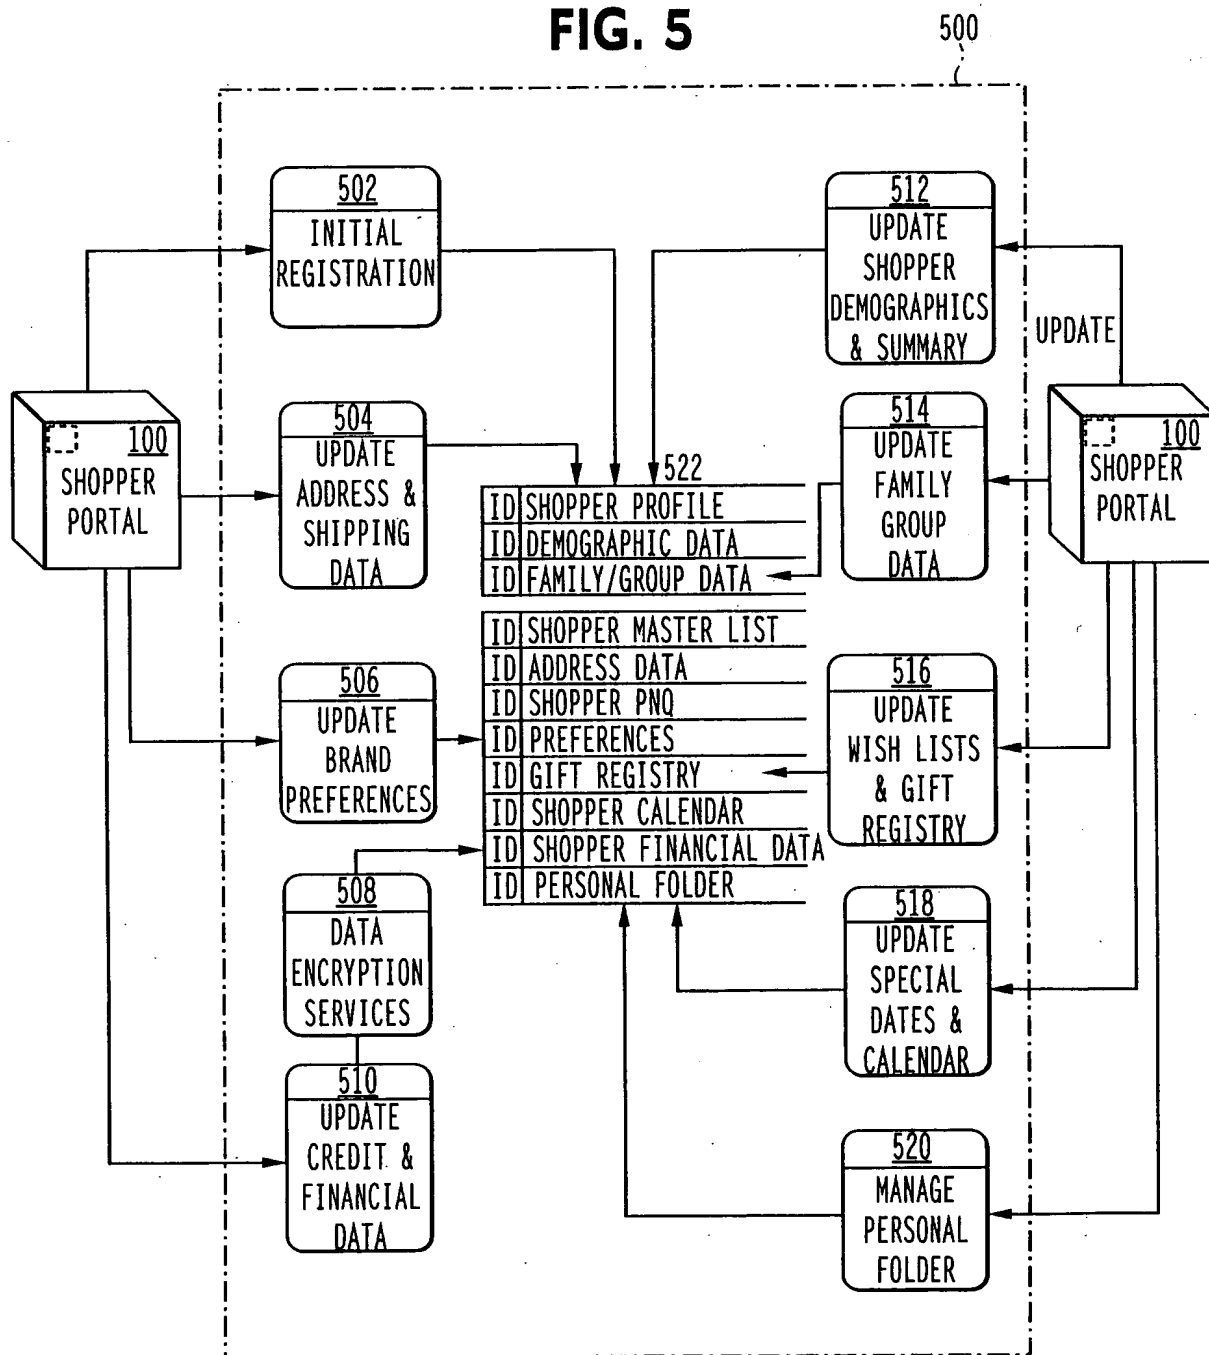 FIG. 5
500
502
INITIAL
REGISTRATION
512
UPDATE
SHOPPER
DEMOGRAPHICS
& SUMMARY
UPDATE
100
SHOPPER
PORTAL
504
UPDATE
ADDRESS &
SHIPPING
DATA
522
514
UPDATE
FAMILY
GROUP
DATA
100
SHOPPER
PORTAL
ID SHOPPER PROFILE
ID DEMOGRAPHIC DATA
ID FAMILY/GROUP DATA
ID SHOPPER MASTER LIST
ID ADDRESS DATA
ID SHOPPER PNQ
ID PREFERENCES
ID GIFT REGISTRY
ID SHOPPER CALENDAR
ID SHOPPER FINANCIAL DATA
ID PERSONAL FOLDER
506
UPDATE
BRAND
PREFERENCES
516
UPDATE
WISH LISTS
& GIFT
REGISTRY
508
DATA
ENCRYPTION
SERVICES
518
UPDATE
SPECIAL
DATES &
CALENDAR
510
UPDATE
CREDIT &
FINANCIAL
DATA
520
MANAGE
PERSONAL
FOLDER